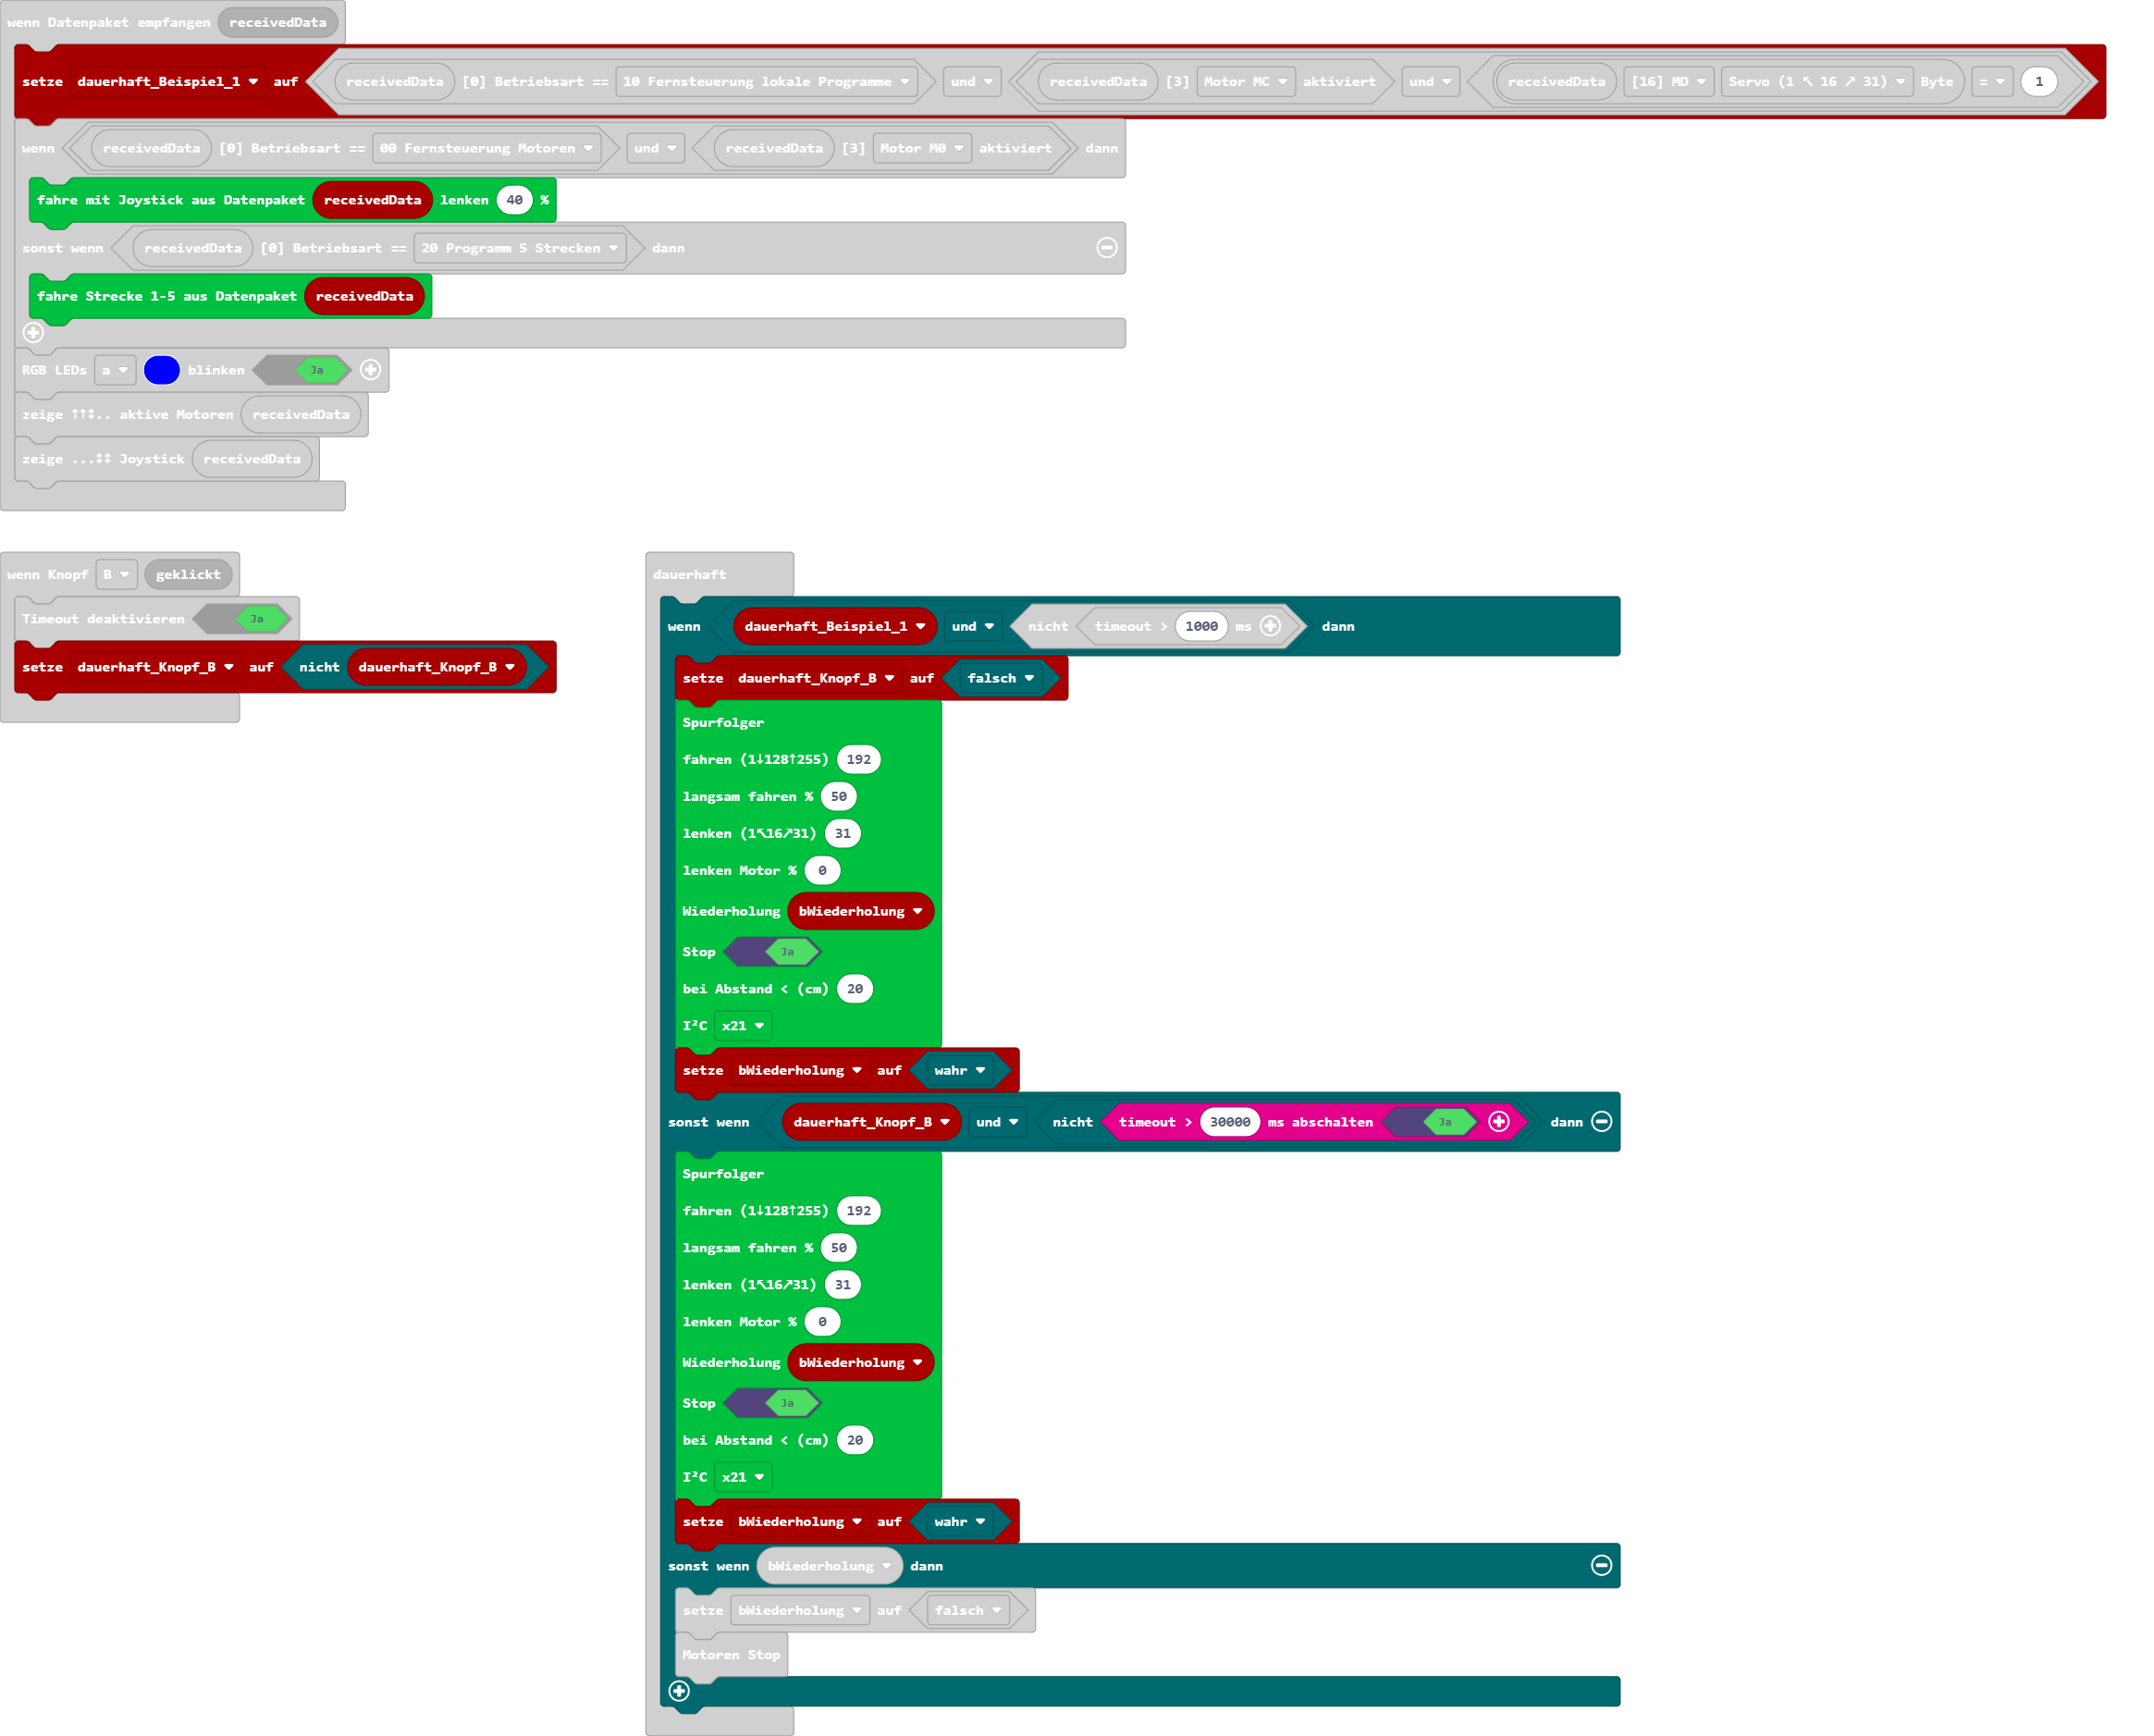 wenn Datenpaket empfangen receivedData
setze dauerhaft_Beispiel_1 auf receivedData [0] Betriebsart == 10 Fernsteuerung lokale Programme und receivedData [3] Motor MC aktiviert und receivedData [16] MD Servo (1 ↖ 16 ↗ 31) Byte = 1
wenn receivedData [0] Betriebsart == 00 Fernsteuerung Motoren und receivedData [3] Motor M0 aktiviert dann
fahre mit Joystick aus Datenpaket receivedData lenken 40 %
sonst wenn receivedData [0] Betriebsart == 20 Programm 5 Strecken dann
fahre Strecke 1-5 aus Datenpaket receivedData
RGB LEDs a blinken Ja
zeige ↑↑↕.. aktive Motoren receivedData
zeige ...↕↕ Joystick receivedData
wenn Knopf B geklickt
Timeout deaktivieren Ja
setze dauerhaft_Knopf_B auf nicht dauerhaft_Knopf_B
dauerhaft
wenn dauerhaft_Beispiel_1 und nicht timeout > 1000 ms dann
setze dauerhaft_Knopf_B auf falsch
Spurfolger
fahren (1↓128↑255) 192
langsam fahren % 50
lenken (1↖16↗31) 31
lenken Motor % 0
Wiederholung bWiederholung
Stop Ja
bei Abstand < (cm) 20
I²C x21
setze bWiederholung auf wahr
sonst wenn dauerhaft_Knopf_B und nicht timeout > 30000 ms abschalten Ja dann
Spurfolger
fahren (1↓128↑255) 192
langsam fahren % 50
lenken (1↖16↗31) 31
lenken Motor % 0
Wiederholung bWiederholung
Stop Ja
bei Abstand < (cm) 20
I²C x21
setze bWiederholung auf wahr
sonst wenn bWiederholung dann
setze bWiederholung auf falsch
Motoren Stop